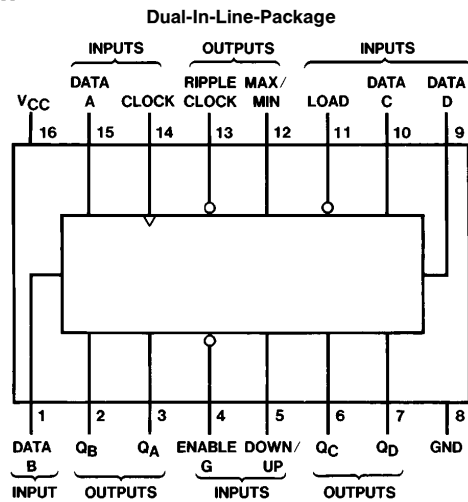 Dual-In-Line-Package
INPUTS OUTPUTS INPUTS
DATA RIPPLE MAX/ DATA DATA
VCC A CLOCK CLOCK MIN LOAD C D
16 15 14 13 12 11 10 9
1 2 3 4 5 6 7 8
DATA QB QA ENABLE DOWN/ QC QD GND
B G UP
INPUT OUTPUTS INPUTS OUTPUTS